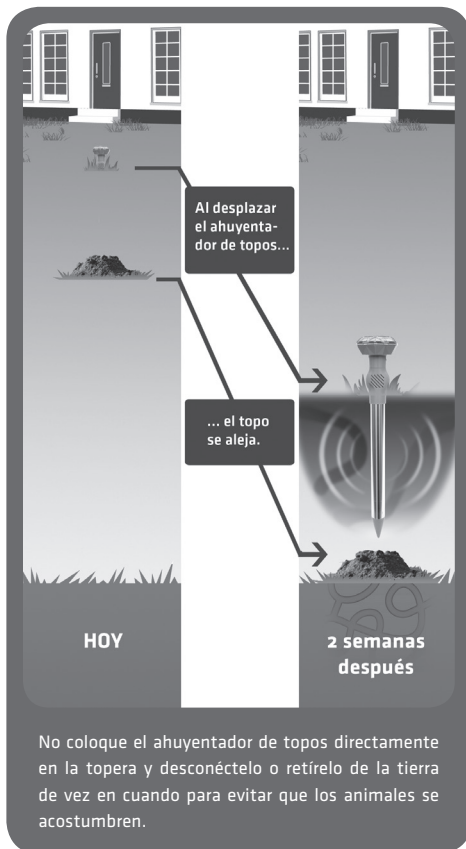 Al desplazar
el ahuyenta-
dor de topos...
... el topo
se aleja.
HOY
2 semanas
después
No coloque el ahuyentador de topos directamente
en la topera y desconéctelo o retírelo de la tierra
de vez en cuando para evitar que los animales se
acostumbren.